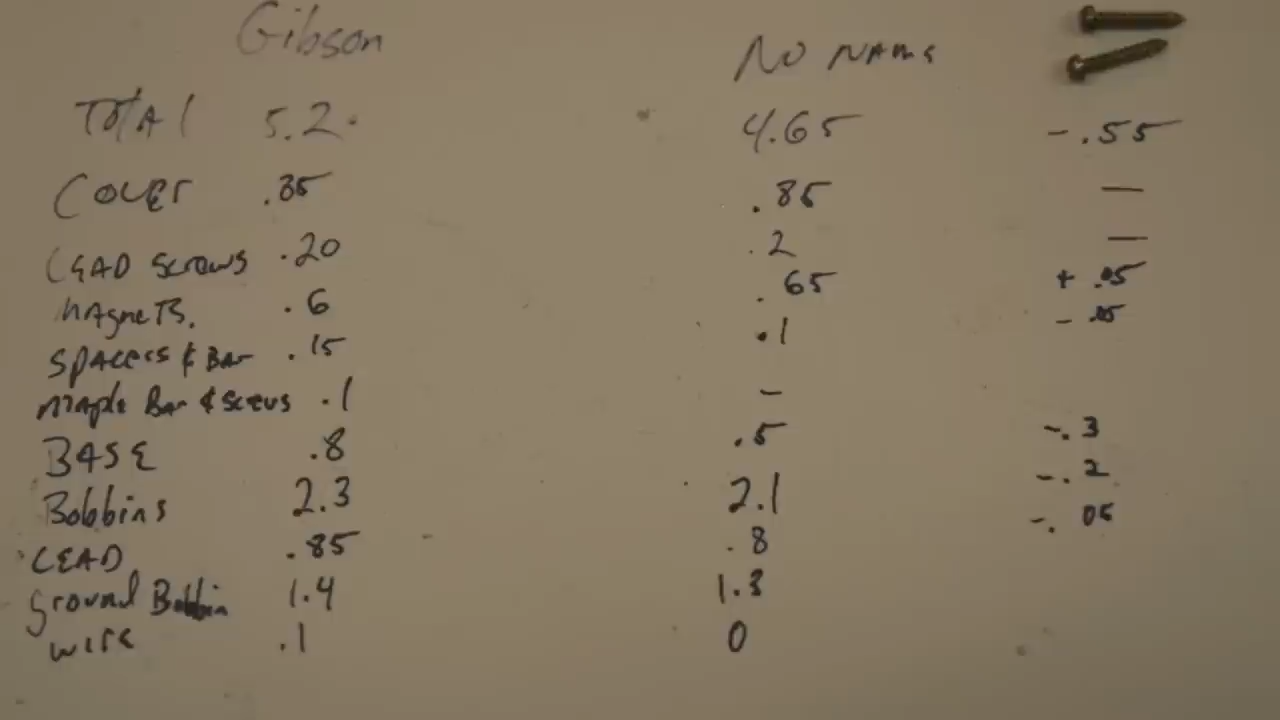 Gibson NO NAME
TOTAL 5.2. 4.65 -.55
COVER .85 .85 —
LEAD SCREWS .20 .2 —
MAGNETS. .6 .65 + .05
SPACERS & BAR .15 .1 - .05
MAPLE BAR & SCREWS .1 –
BASE .8 .5 -.3
Bobbins 2.3 2.1 -.2
LEAD .85 .8 -.05
ground Bobbin 1.4 1.3
WIRE .1 0